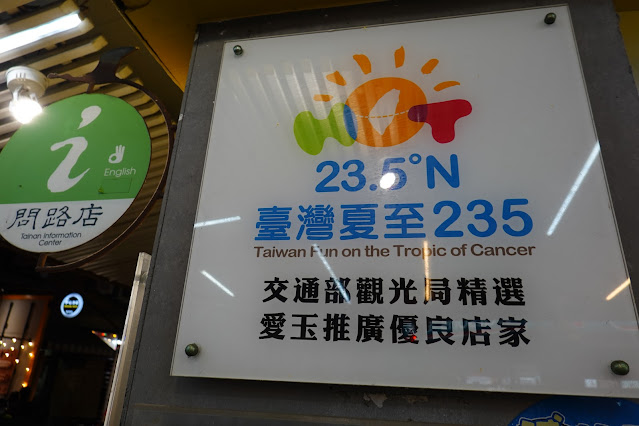 i
English
問路店
Tainan Information
Center
HOT
23.5°N
臺灣夏至235
Taiwan Fun on the Tropic of Cancer
交通部觀光局精選
愛玉推廣優良店家